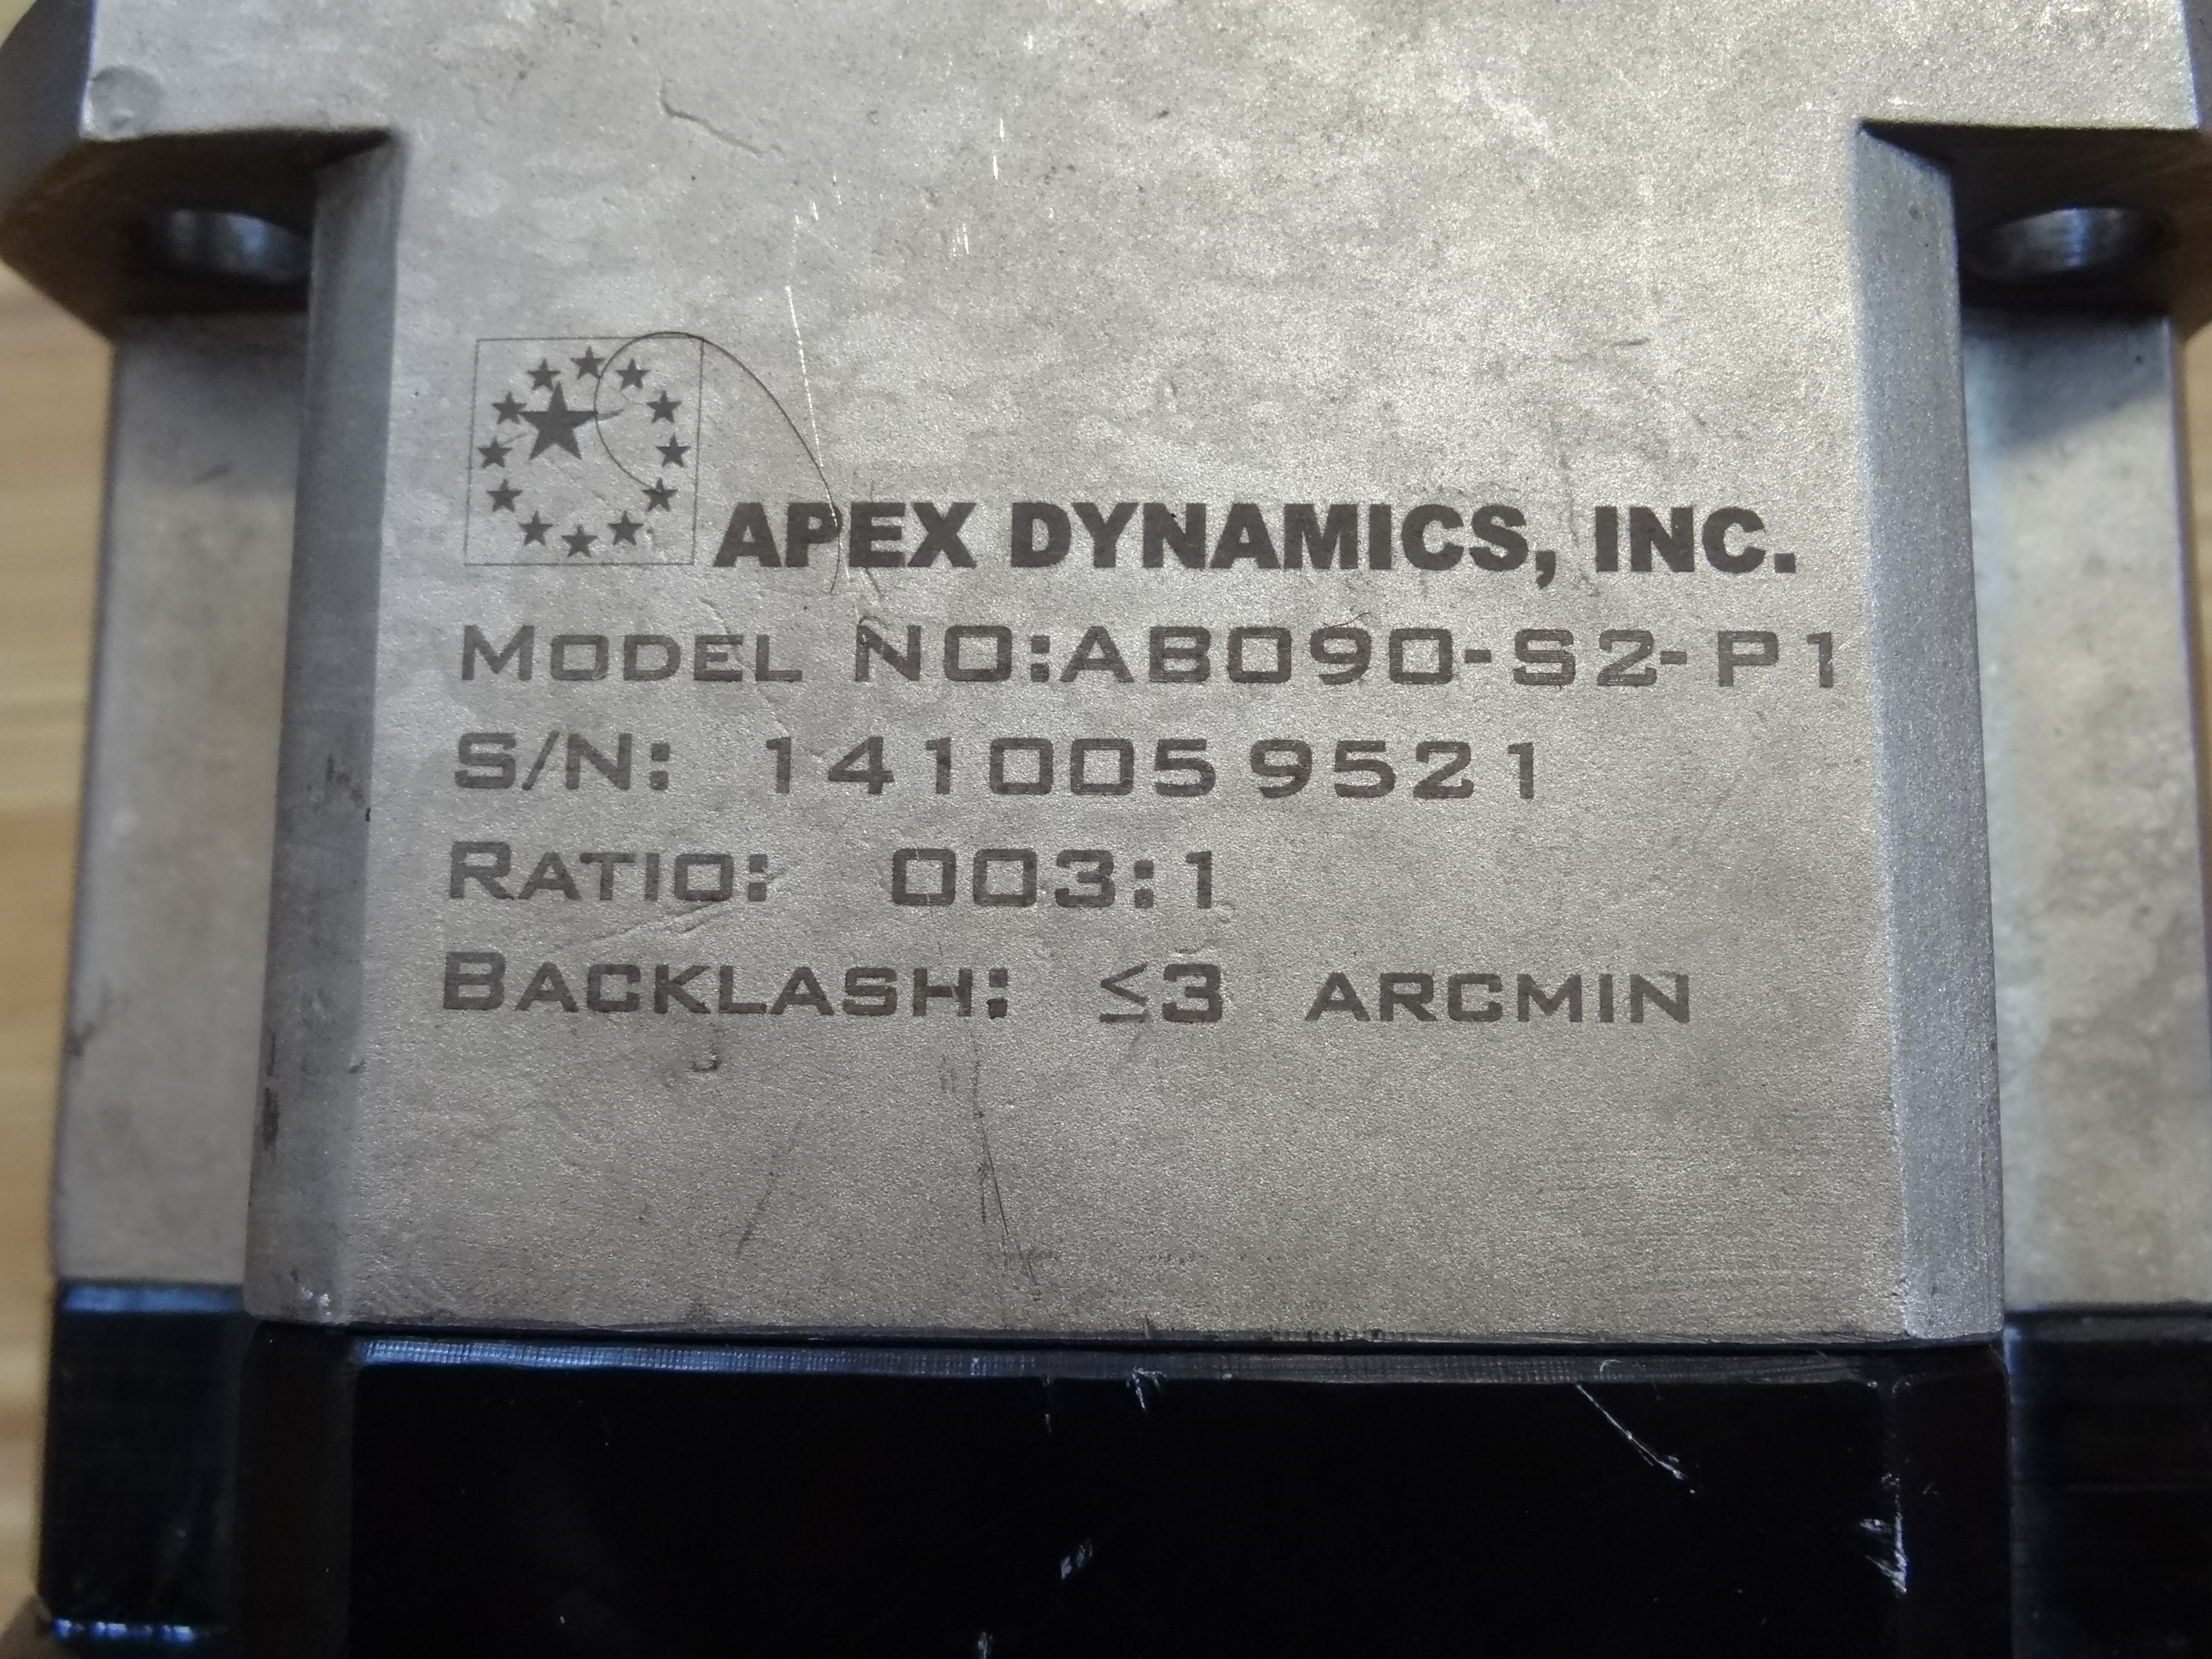 APEX DYNAMICS, INC.
MODEL NO:AB090-S2-P1
S/N: 1410059521
RATIO: 003:1
BACKLASH: ≤3 ARCMIN